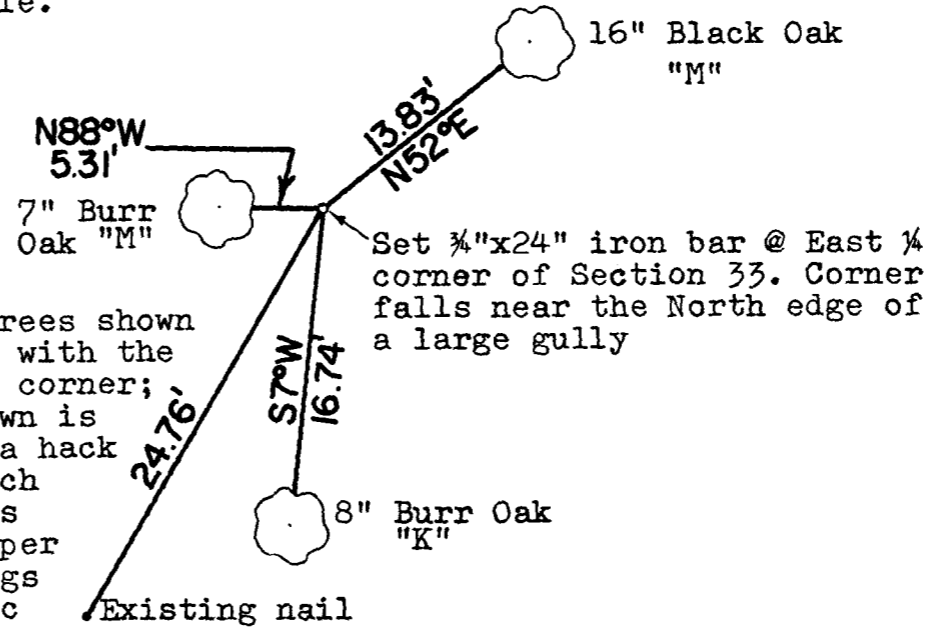 16" Black Oak
"M"
13.83'
N52°E
N88°W
5.31'
7" Burr
Oak "M"
Set ¾"x24" iron bar @ East ¼
corner of Section 33. Corner
falls near the North edge of
a large gully
rees shown
with the
corner;
wn is
a hack
ch
s
per
gs
c
24.76'
S7°W
16.74'
8" Burr Oak
"K"
Existing nail